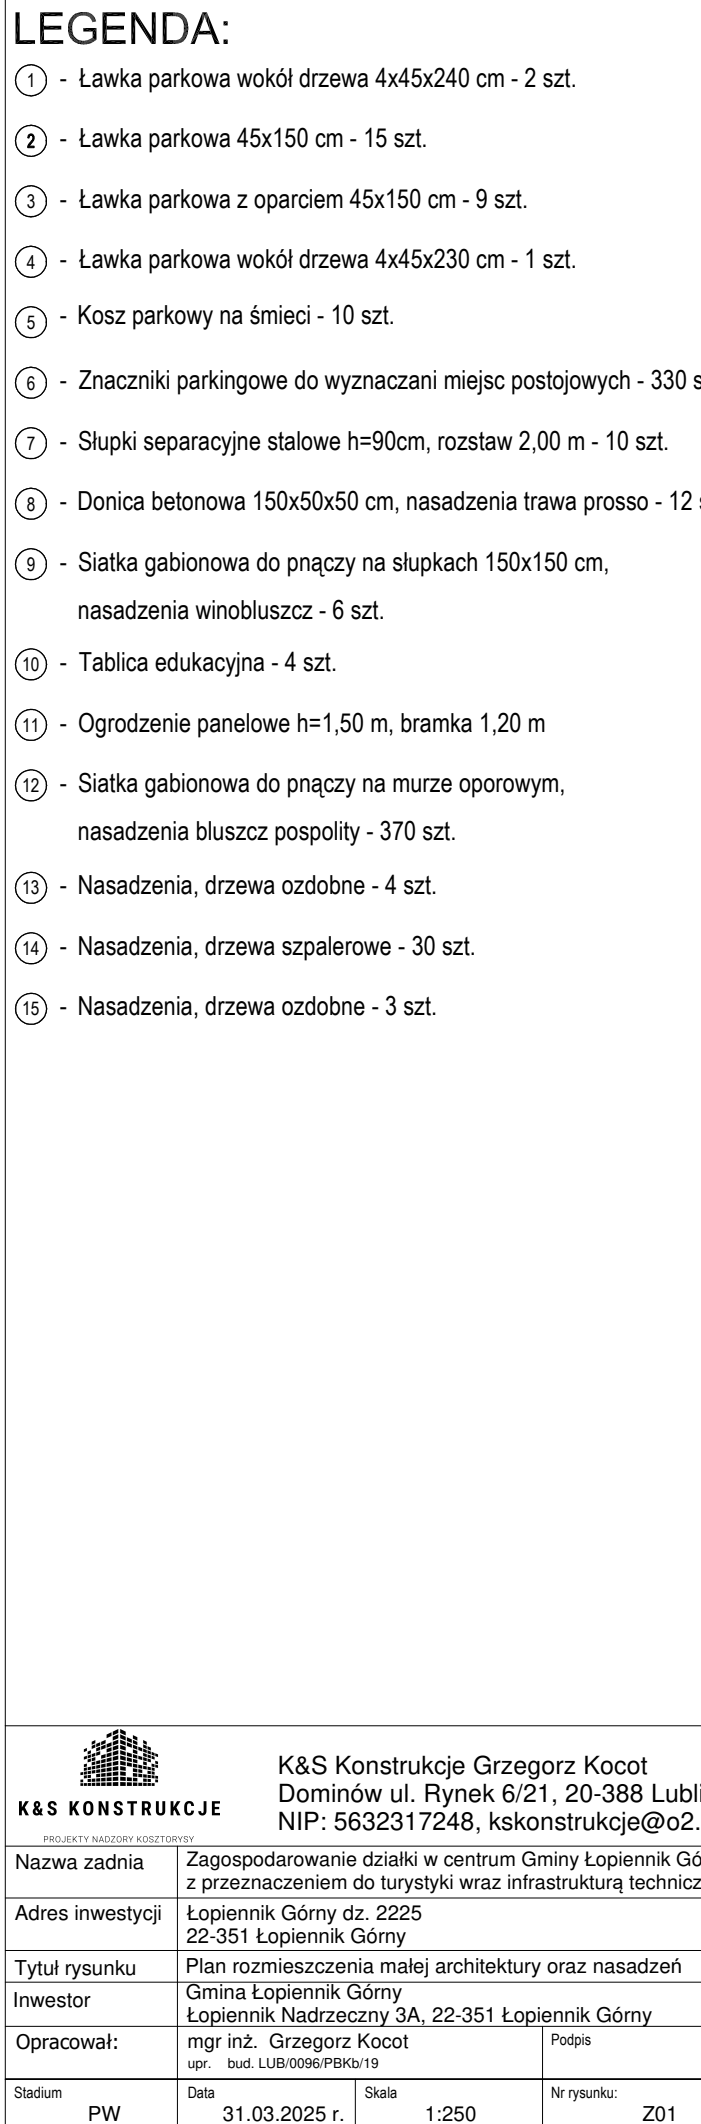 LEGENDA:
1 - Ławka parkowa wokół drzewa 4x45x240 cm - 2 szt.
2 - Ławka parkowa 45x150 cm - 15 szt.
3 - Ławka parkowa z oparciem 45x150 cm - 9 szt.
4 - Ławka parkowa wokół drzewa 4x45x230 cm - 1 szt.
5 - Kosz parkowy na śmieci - 10 szt.
6 - Znaczniki parkingowe do wyznaczani miejsc postojowych - 330 s
7 - Słupki separacyjne stalowe h=90cm, rozstaw 2,00 m - 10 szt.
8 - Donica betonowa 150x50x50 cm, nasadzenia trawa prosso - 12 s
9 - Siatka gabionowa do pnączy na słupkach 150x150 cm,
nasadzenia winobluszcz - 6 szt.
10 - Tablica edukacyjna - 4 szt.
11 - Ogrodzenie panelowe h=1,50 m, bramka 1,20 m
12 - Siatka gabionowa do pnączy na murze oporowym,
nasadzenia bluszcz pospolity - 370 szt.
13 - Nasadzenia, drzewa ozdobne - 4 szt.
14 - Nasadzenia, drzewa szpalerowe - 30 szt.
15 - Nasadzenia, drzewa ozdobne - 3 szt.
K&S KONSTRUKCJE
PROJEKTY NADZORY KOSZTORYSY
K&S Konstrukcje Grzegorz Kocot
Dominów ul. Rynek 6/21, 20-388 Lubli
NIP: 5632317248, kskonstrukcje@o2.
Nazwa zadnia
Zagospodarowanie działki w centrum Gminy Łopiennik Gó
z przeznaczeniem do turystyki wraz infrastrukturą technicz
Adres inwestycji
Łopiennik Górny dz. 2225
22-351 Łopiennik Górny
Tytuł rysunku
Plan rozmieszczenia małej architektury oraz nasadzeń
Inwestor
Gmina Łopiennik Górny
Łopiennik Nadrzeczny 3A, 22-351 Łopiennik Górny
Opracował:
mgr inż. Grzegorz Kocot
upr. bud. LUB/0096/PBKb/19
Podpis
Stadium
PW
Data
31.03.2025 r.
Skala
1:250
Nr rysunku:
Z01